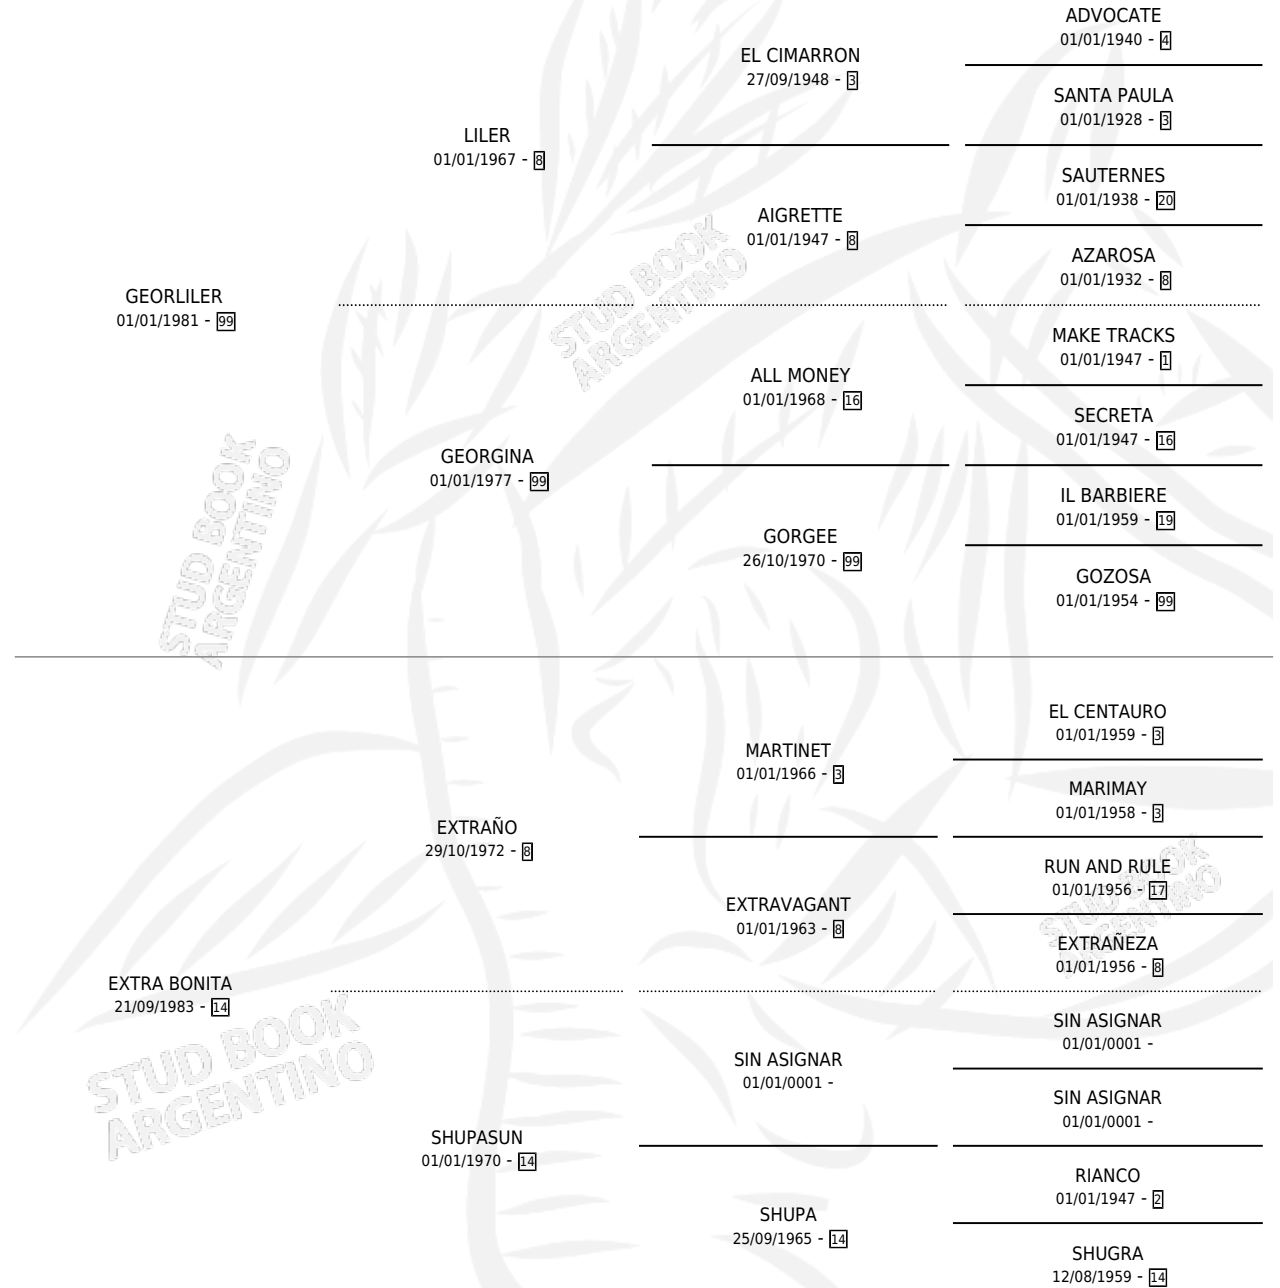 ADVOCATE
01/01/1940 - 4
EL CIMARRON
27/09/1948 - 3
SANTA PAULA
01/01/1928 - 3
LILER
01/01/1967 - 8
SAUTERNES
01/01/1938 - 20
AIGRETTE
01/01/1947 - 8
AZAROSA
01/01/1932 - 8
GEORLILER
01/01/1981 - 99
MAKE TRACKS
01/01/1947 - 1
ALL MONEY
01/01/1968 - 16
SECRETA
01/01/1947 - 16
GEORGINA
01/01/1977 - 99
IL BARBIERE
01/01/1959 - 19
GORGEE
26/10/1970 - 99
GOZOSA
01/01/1954 - 99
EL CENTAURO
01/01/1959 - 3
MARTINET
01/01/1966 - 3
MARIMAY
01/01/1958 - 3
EXTRAÑO
29/10/1972 - 8
RUN AND RULE
01/01/1956 - 17
EXTRAVAGANT
01/01/1963 - 8
EXTRAÑEZA
01/01/1956 - 8
EXTRA BONITA
21/09/1983 - 14
SIN ASIGNAR
01/01/0001 -
SIN ASIGNAR
01/01/0001 -
SIN ASIGNAR
01/01/0001 -
SHUPASUN
01/01/1970 - 14
RIANCO
01/01/1947 - 2
SHUPA
25/09/1965 - 14
SHUGRA
12/08/1959 - 14
STUD BOOK
ARGENTINO
STUD BOOK
ARGENTINO
STUD BOOK
ARGENTINO
STUD BOOK
ARGENTINO